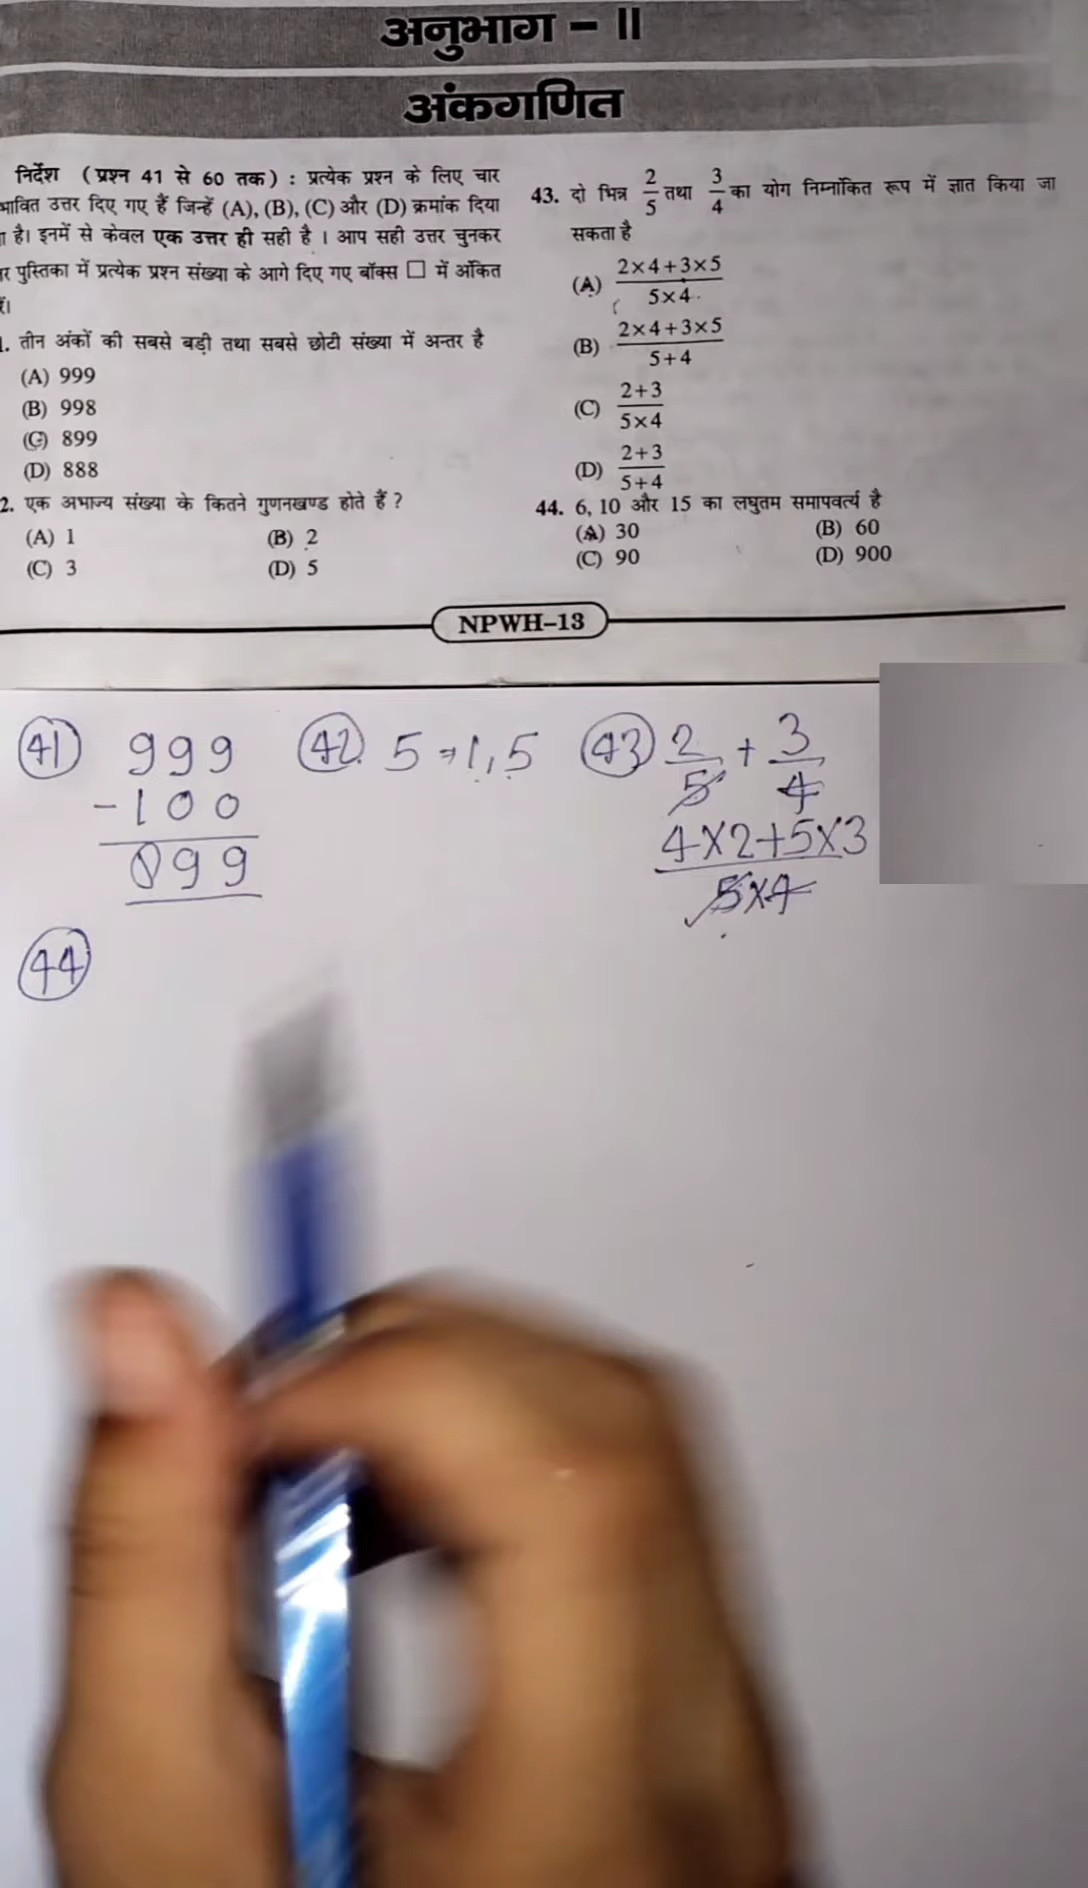 अनुभाग – II
अंकगणित
निर्देश (प्रश्न 41 से 60 तक) : प्रत्येक प्रश्न के लिए चार
भावित उत्तर दिए गए हैं जिन्हें (A), (B), (C) और (D) क्रमांक दिया
है। इनमें से केवल एक उत्तर ही सही है । आप सही उत्तर चुनकर
पुस्तिका में प्रत्येक प्रश्न संख्या के आगे दिए गए बॉक्स □ में अंकित
. तीन अंकों की सबसे बड़ी तथा सबसे छोटी संख्या में अन्तर है
(A) 999
(B) 998
(C) 899
(D) 888
2. एक अभाज्य संख्या के कितने गुणनखण्ड होते हैं ?
(A) 1 (B) 2
(C) 3 (D) 5
43. दो भिन्न 2/5 तथा 3/4 का योग निम्नांकित रूप में ज्ञात किया जा
सकता है
(A) 2×4+3×5
5×4
(B) 2×4+3×5
5+4
(C) 2+3
5×4
(D) 2+3
5+4
44. 6, 10 और 15 का लघुतम समापवर्त्य है
(A) 30 (B) 60
(C) 90 (D) 900
NPWH–13
41 999
-100
899
42. 5 → 1, 5
43 2/5 + 3/4
4×2+5×3
5×4
44